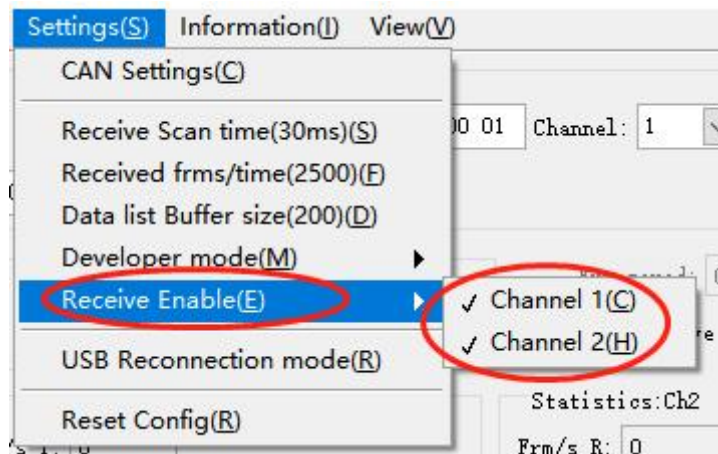 Settings(S) Information(I) View(V)
CAN Settings(C)
Receive Scan time(30ms)(S)
00 01 Channel: 1
Received frms/time(2500)(F)
Data list Buffer size(200)(D)
Developer mode(M)
Receive Enable(E)
Channel 1(C)
Channel 2(H)
USB Reconnection mode(R)
Reset Config(R)
Statistics:Ch2
Frm/s R: 0